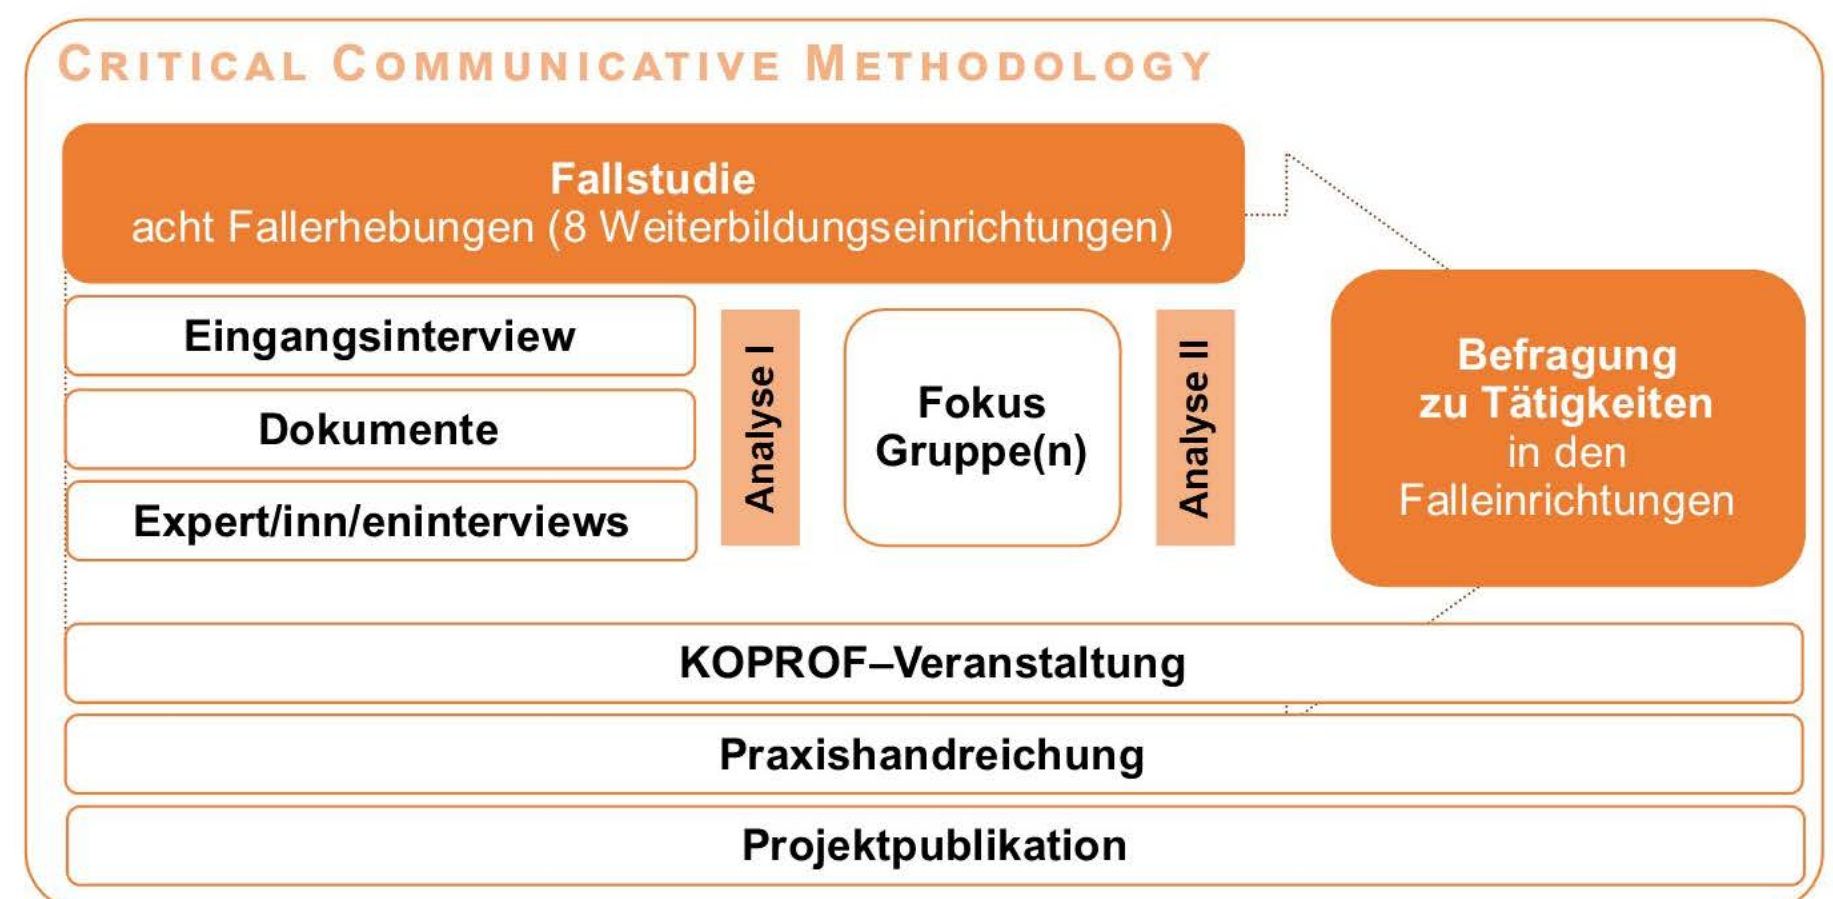 CRITICAL COMMUNICATIVE METHODOLOGY
Fallstudie
acht Fallerhebungen (8 Weiterbildungseinrichtungen)
Eingangsinterview
Dokumente
Expert/inn/eninterviews
Analyse I
Fokus
Gruppe(n)
Analyse II
Befragung
zu Tätigkeiten
in den
Falleinrichtungen
KOPROF–Veranstaltung
Praxishandreichung
Projektpublikation